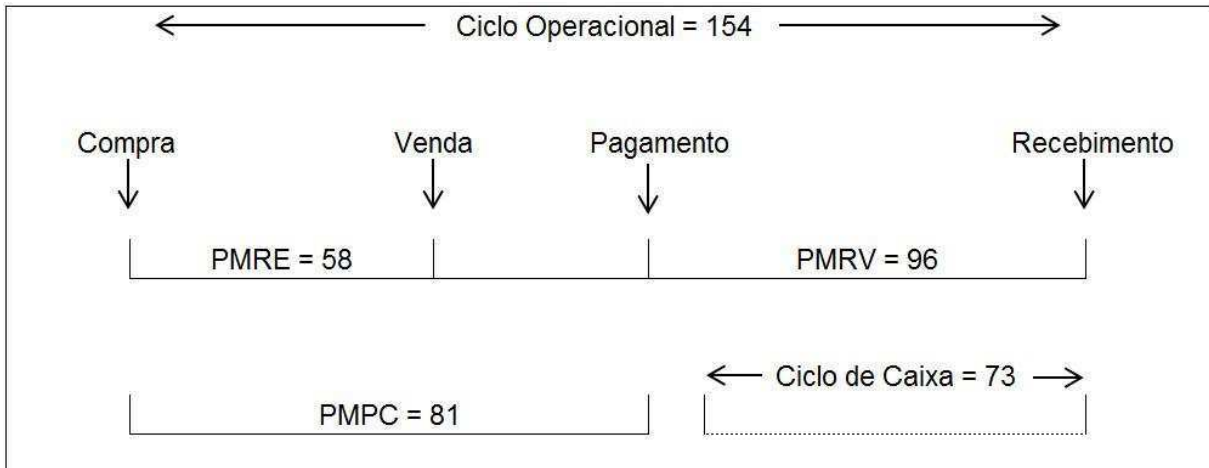 Ciclo Operacional = 154
Compra Venda Pagamento Recebimento
PMRE = 58 PMRV = 96
Ciclo de Caixa = 73
PMPC = 81